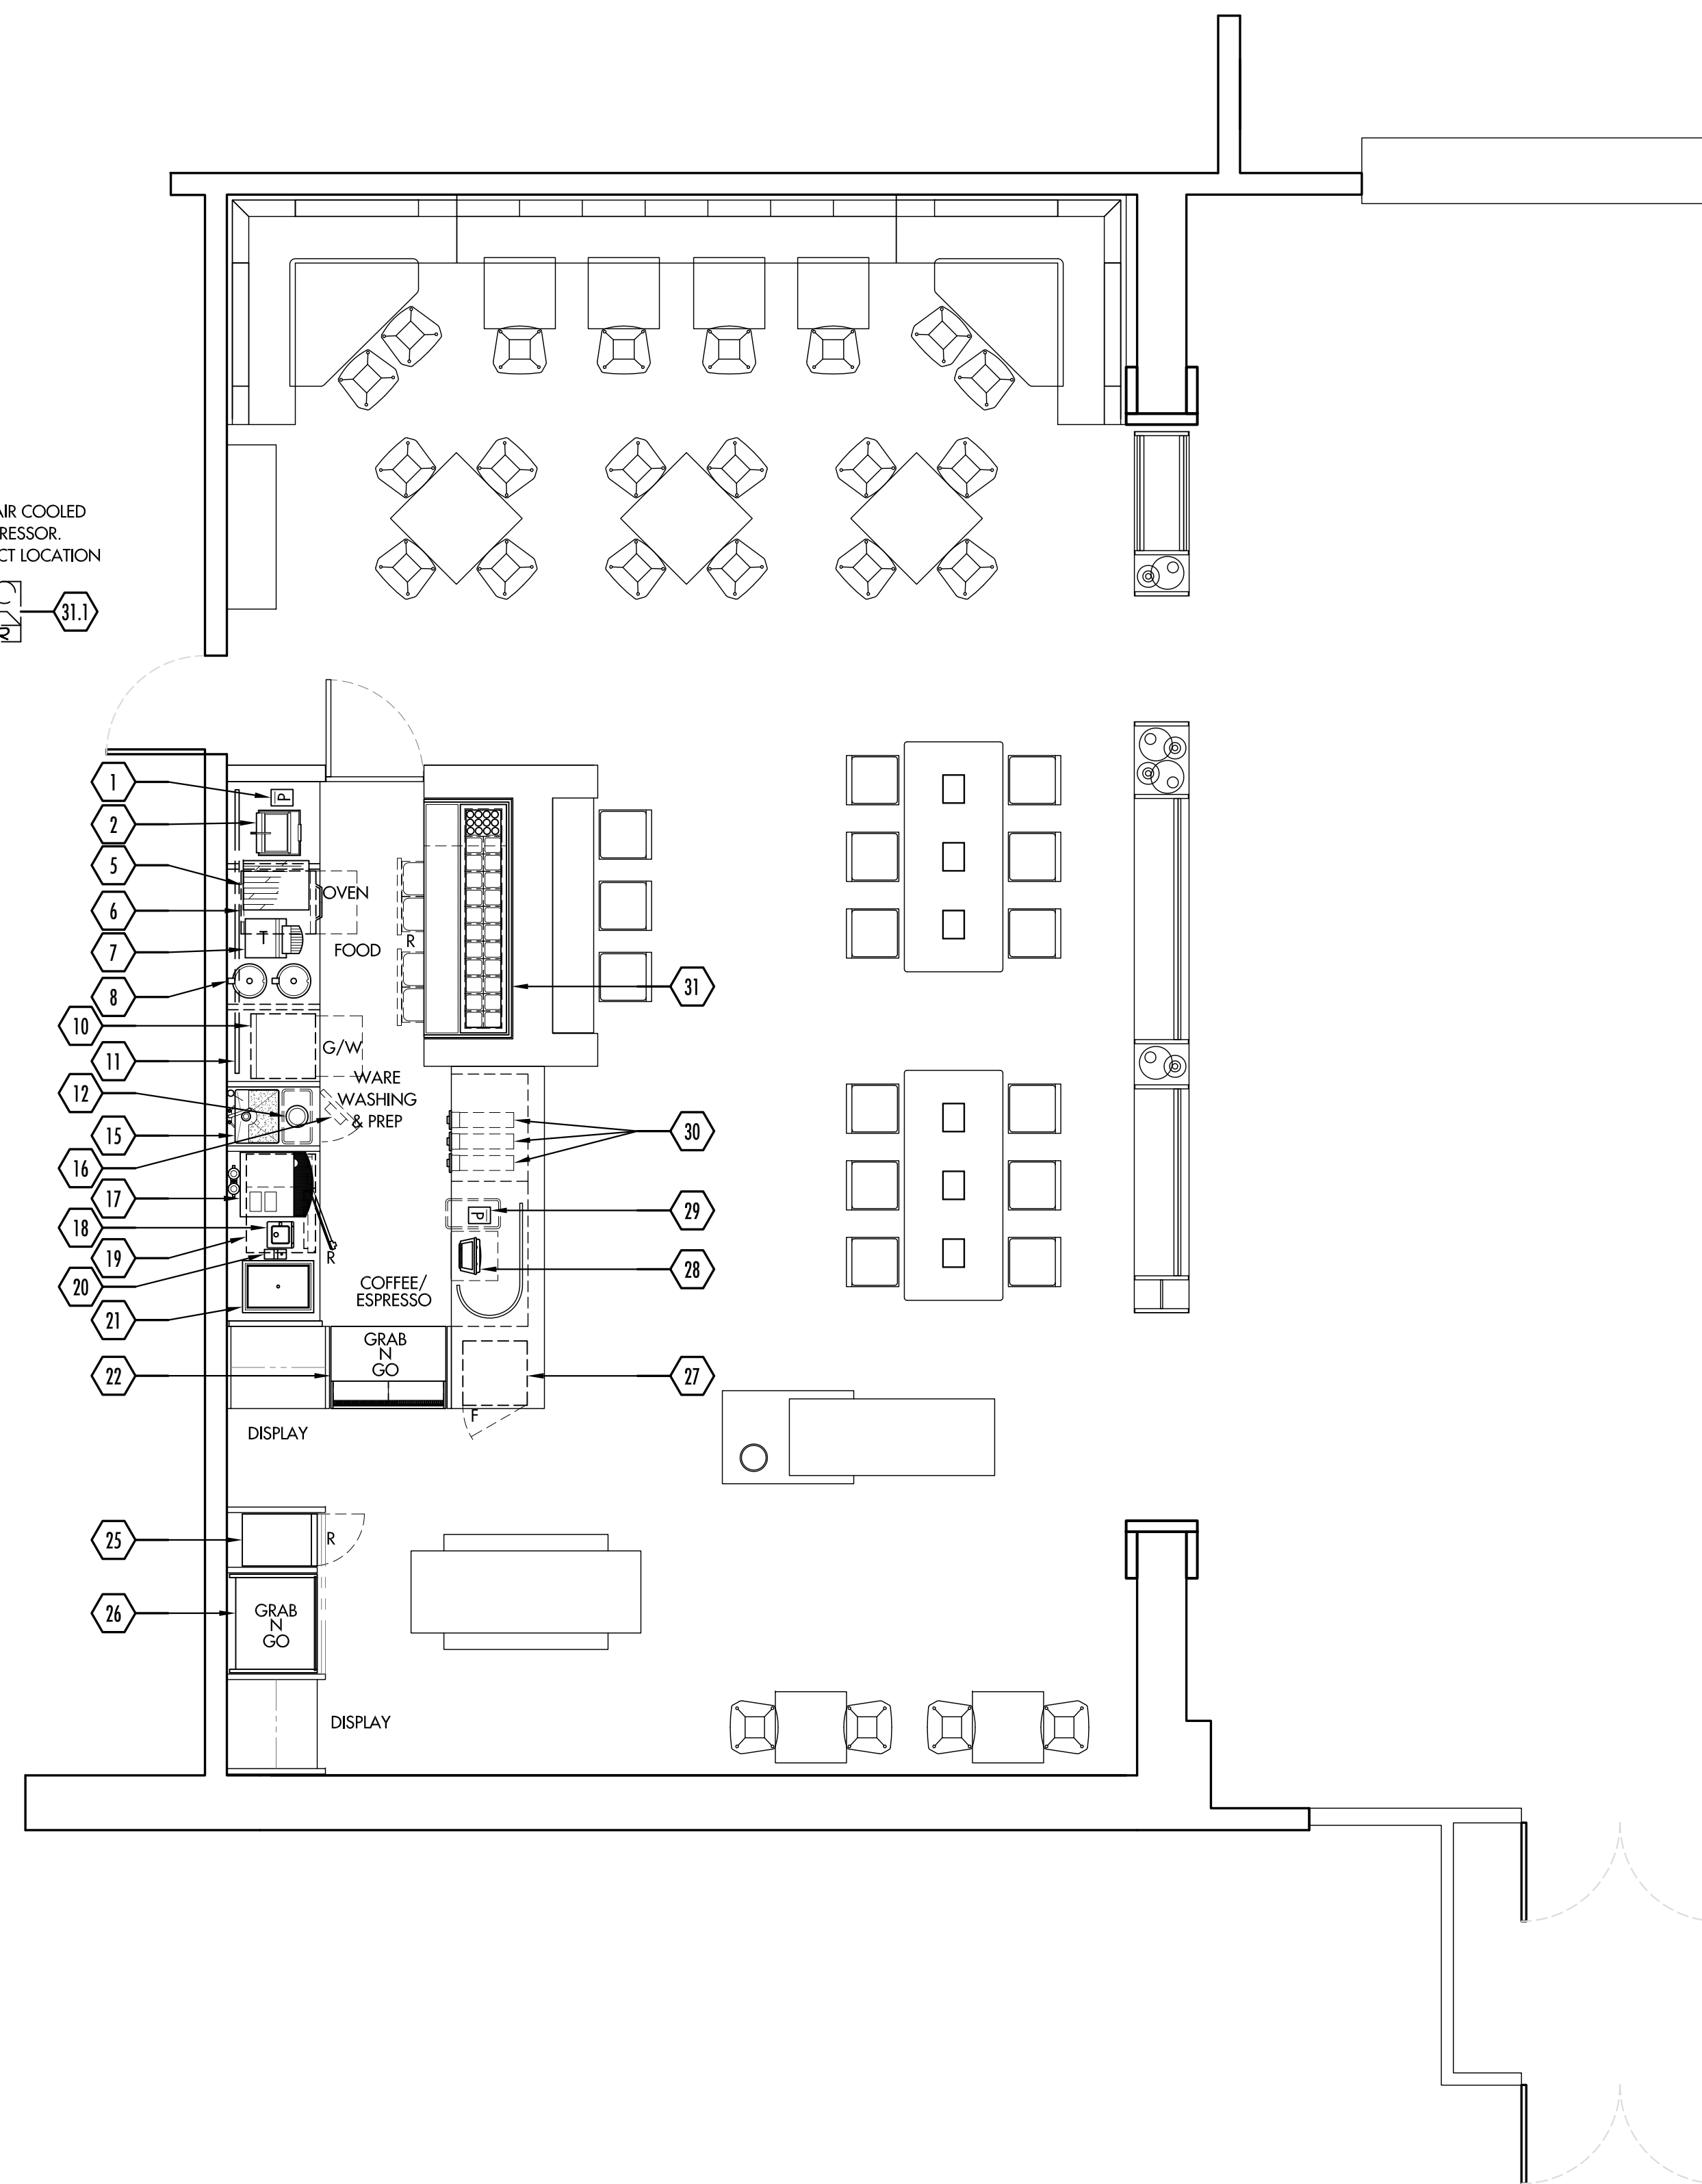 AIR COOLED
RESSOR.
CT LOCATION
31.1
1
P
2
5
OVEN
6
7
T
FOOD
R
8
31
10
G/W
11
WARE
WASHING
& PREP
12
15
30
16
17
18
P
29
19
R
28
20
COFFEE/
ESPRESSO
21
GRAB
N
GO
22
27
F
DISPLAY
25
R
26
GRAB
N
GO
DISPLAY